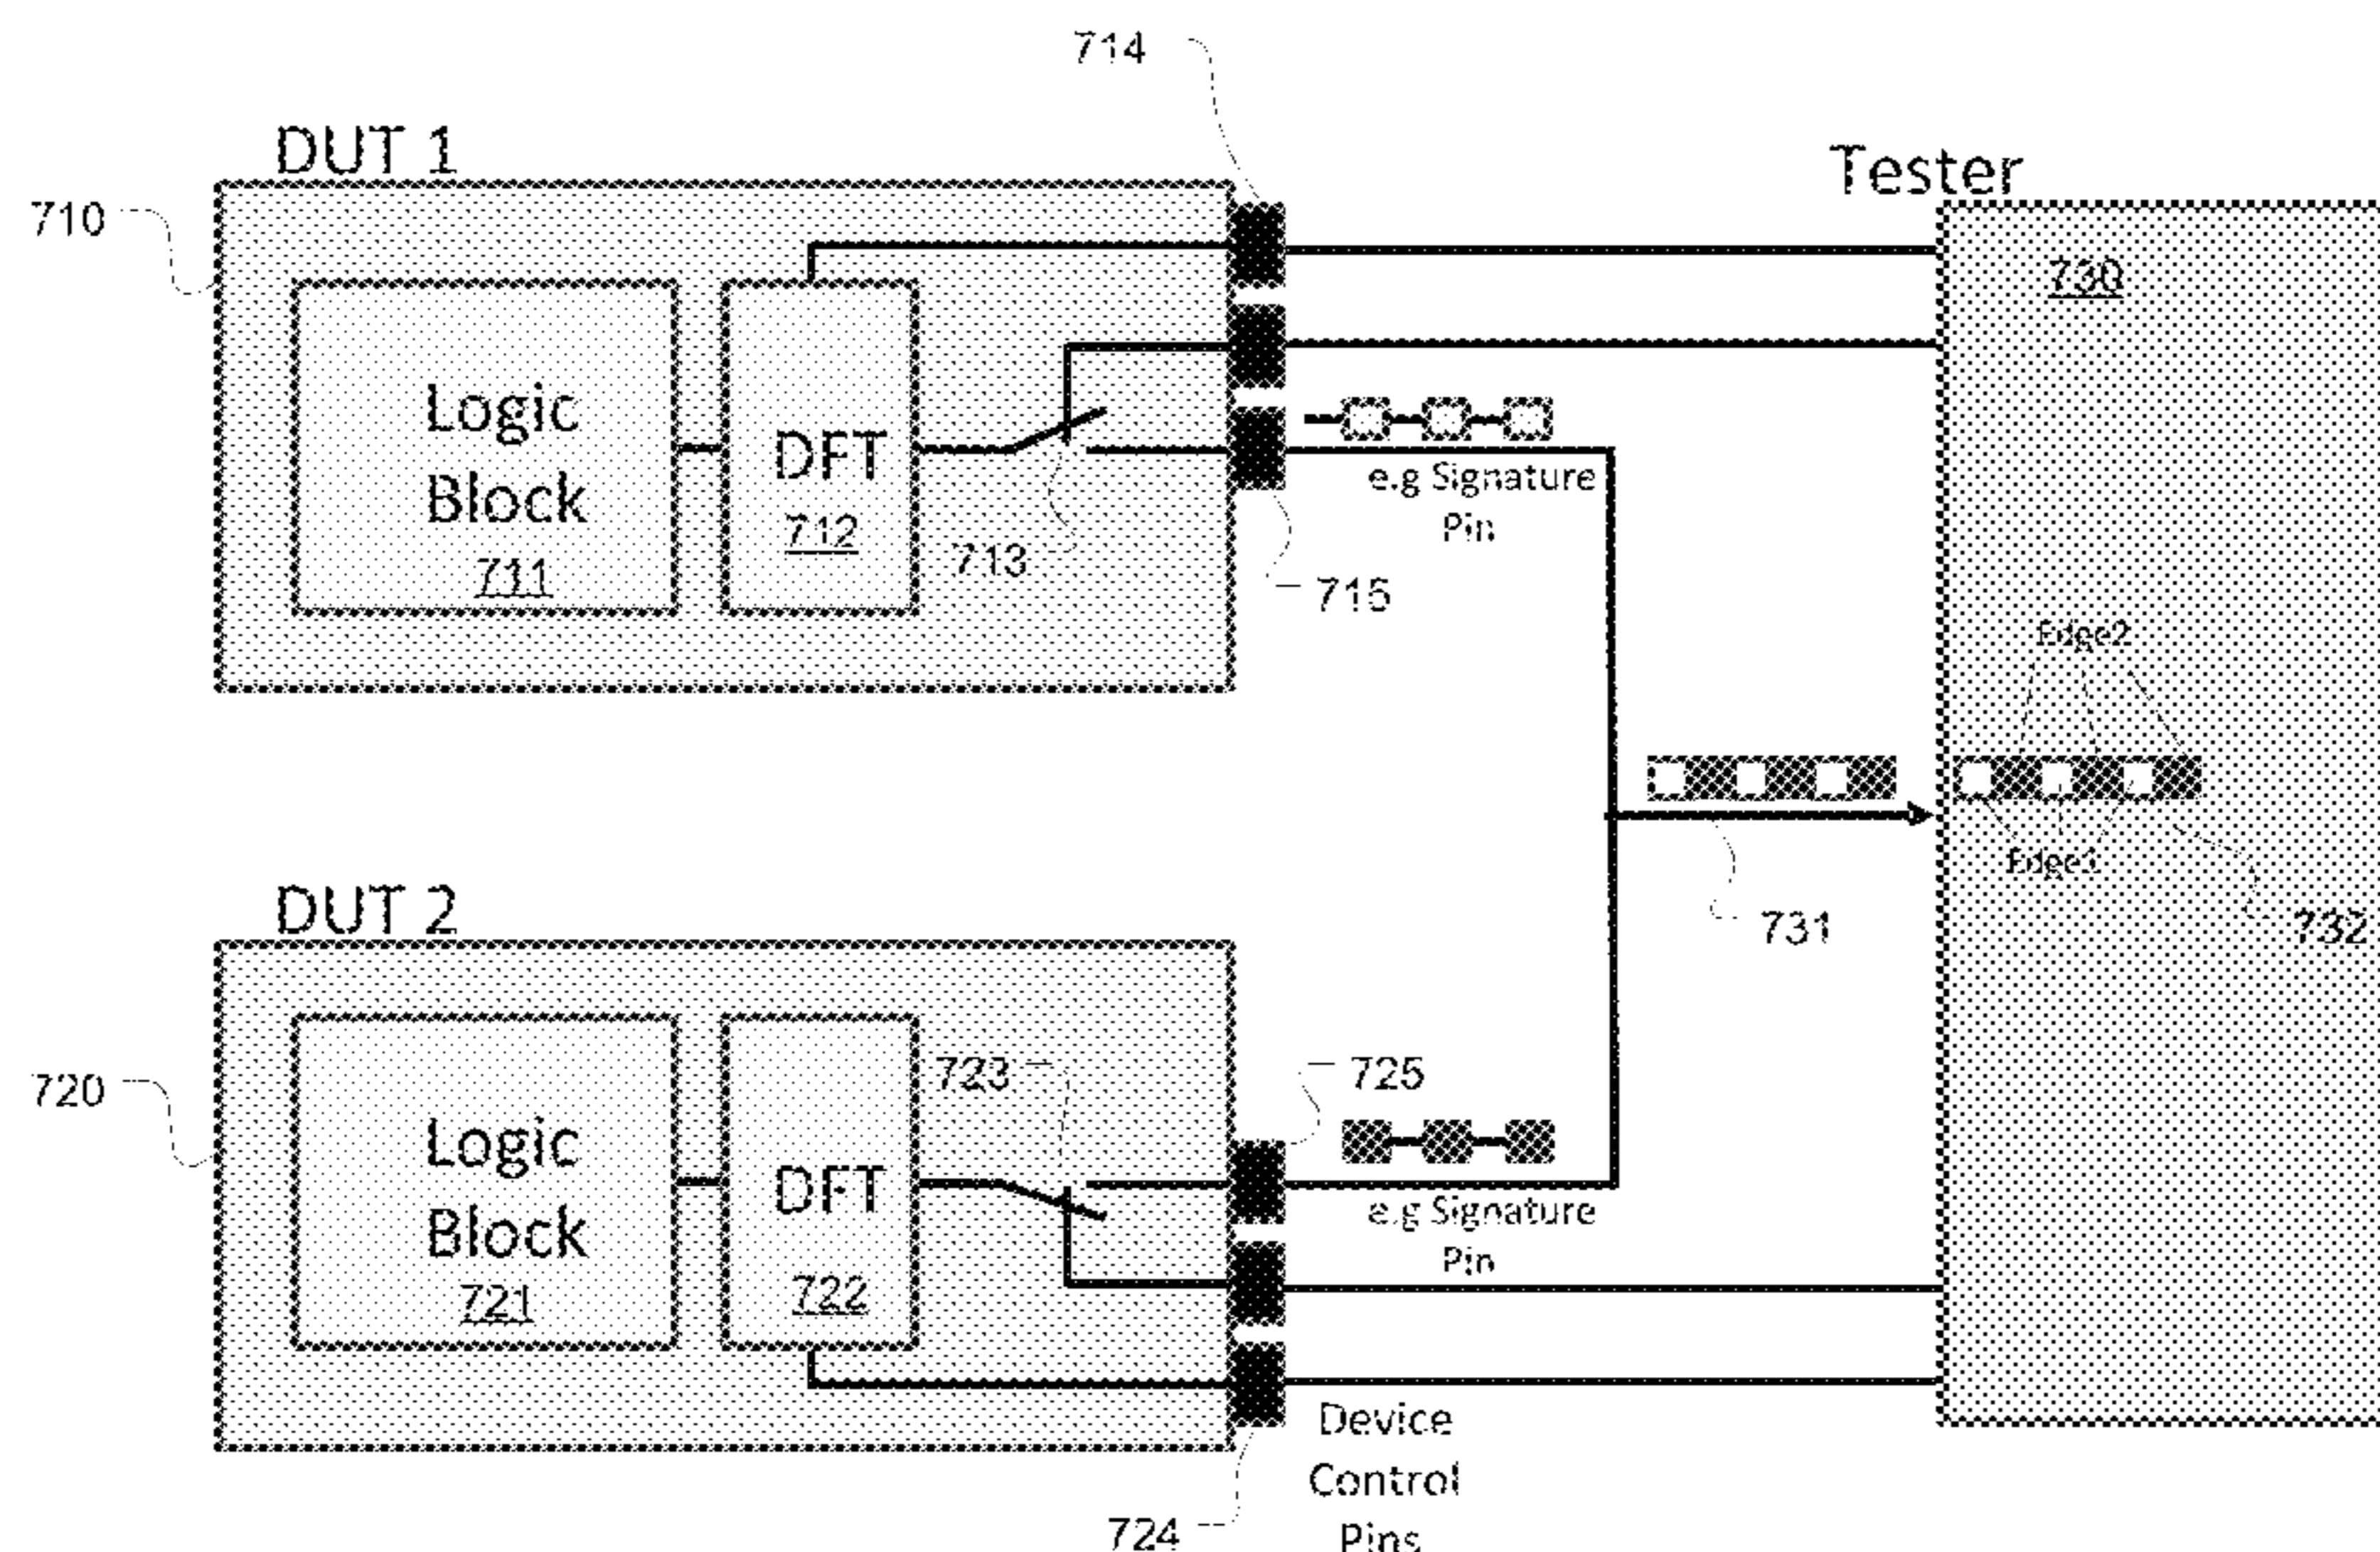 714
DUT 1
Tester
710
730
Logic
Block
711
DFT
712
713
e.g Signature
Pin
715
Edge2
Edge1
731
732
DUT 2
720
Logic
Block
721
DFT
722
723
725
e.g Signature
Pin
Device
Control
Pins
724